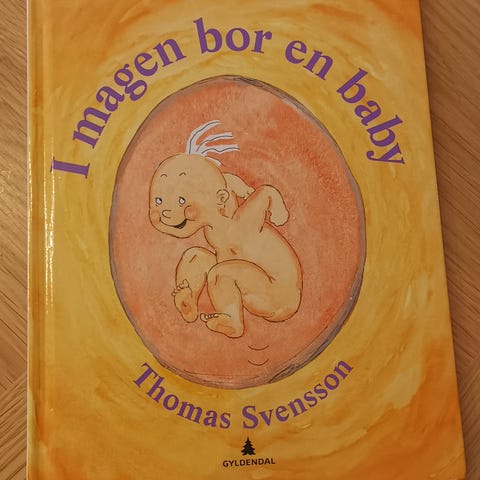 I magen bor en baby
Thomas Svensson
GYLDENDAL